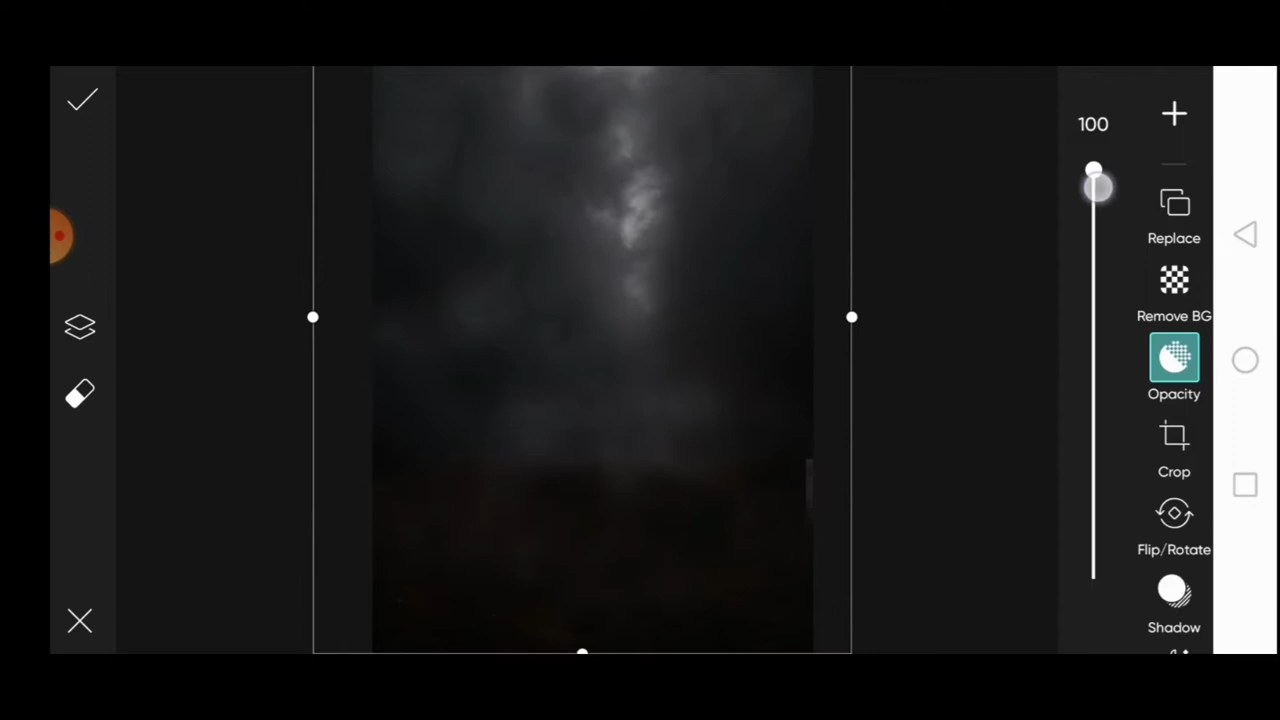 100
Replace
Remove BG
Opacity
Crop
Flip/Rotate
Shadow